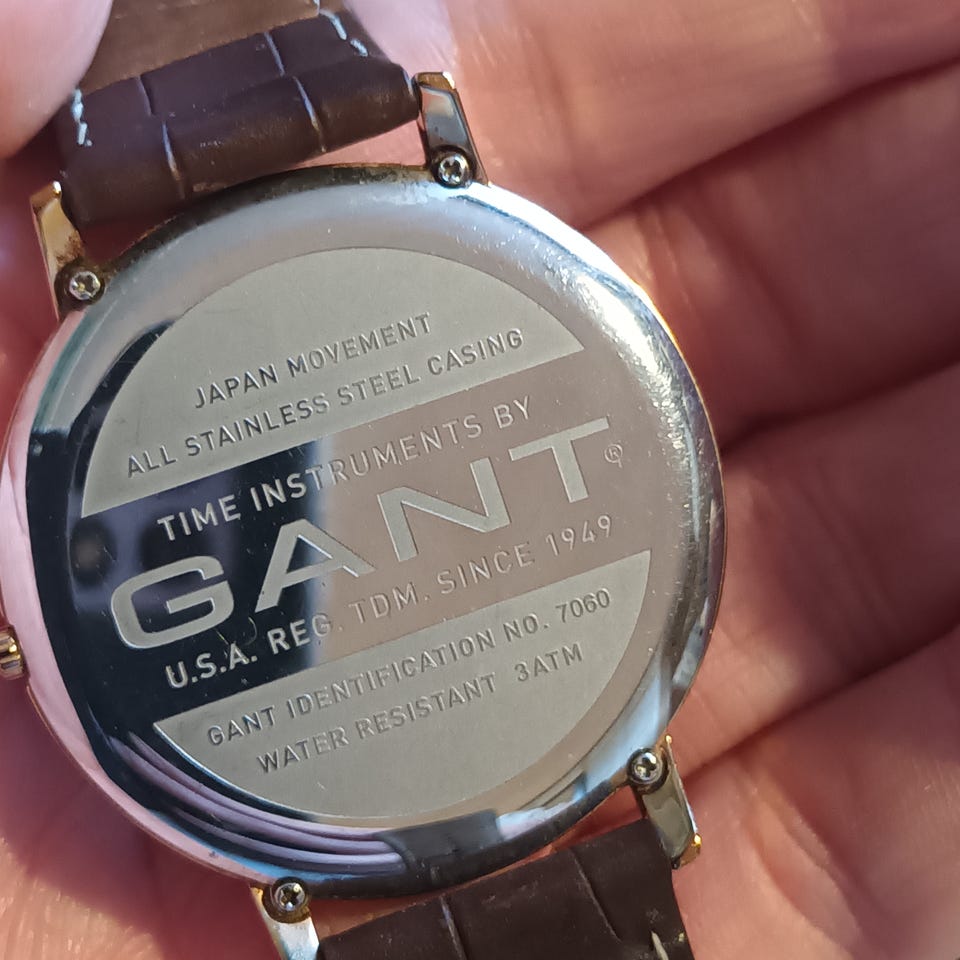 JAPAN MOVEMENT
ALL STAINLESS STEEL CASING
TIME INSTRUMENTS BY
GANT®
U.S.A. REG. TDM. SINCE 1949
GANT IDENTIFICATION NO. 7060
WATER RESISTANT 3ATM